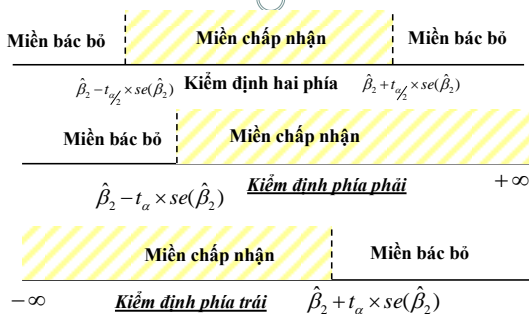 Miền bác bỏ Miền chấp nhận Miền bác bỏ
β̂₂ − t_{α/2} × se(β̂₂) Kiểm định hai phía β̂₂ + t_{α/2} × se(β̂₂)
Miền bác bỏ Miền chấp nhận
β̂₂ − t_α × se(β̂₂) Kiểm định phía phải +∞
Miền chấp nhận Miền bác bỏ
−∞ Kiểm định phía trái β̂₂ + t_α × se(β̂₂)